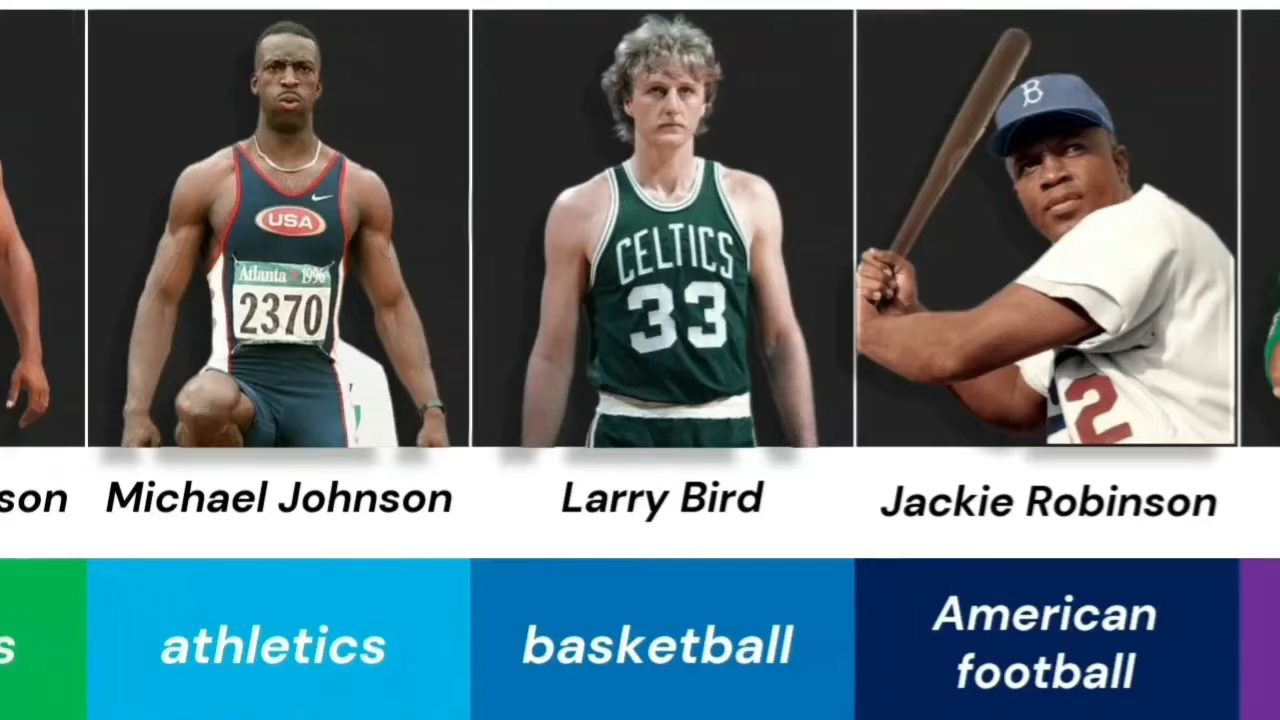 USA
Atlanta 1996
2370
CELTICS
33
B
2
son
Michael Johnson
Larry Bird
Jackie Robinson
s
athletics
basketball
American
football